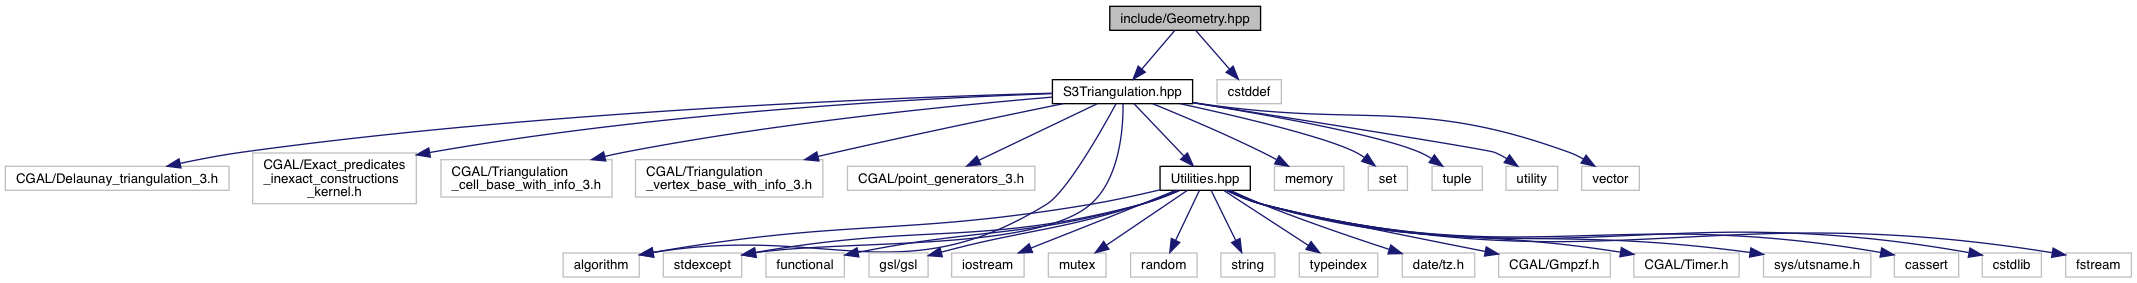 include/Geometry.hpp
S3Triangulation.hpp
cstddef
CGAL/Delaunay_triangulation_3.h
CGAL/Exact_predicates
_inexact_constructions
_kernel.h
CGAL/Triangulation
_cell_base_with_info_3.h
CGAL/Triangulation
_vertex_base_with_info_3.h
CGAL/point_generators_3.h
Utilities.hpp
memory
set
tuple
utility
vector
algorithm
stdexcept
functional
gsl/gsl
iostream
mutex
random
string
typeindex
date/tz.h
CGAL/Gmpzf.h
CGAL/Timer.h
sys/utsname.h
cassert
cstdlib
fstream